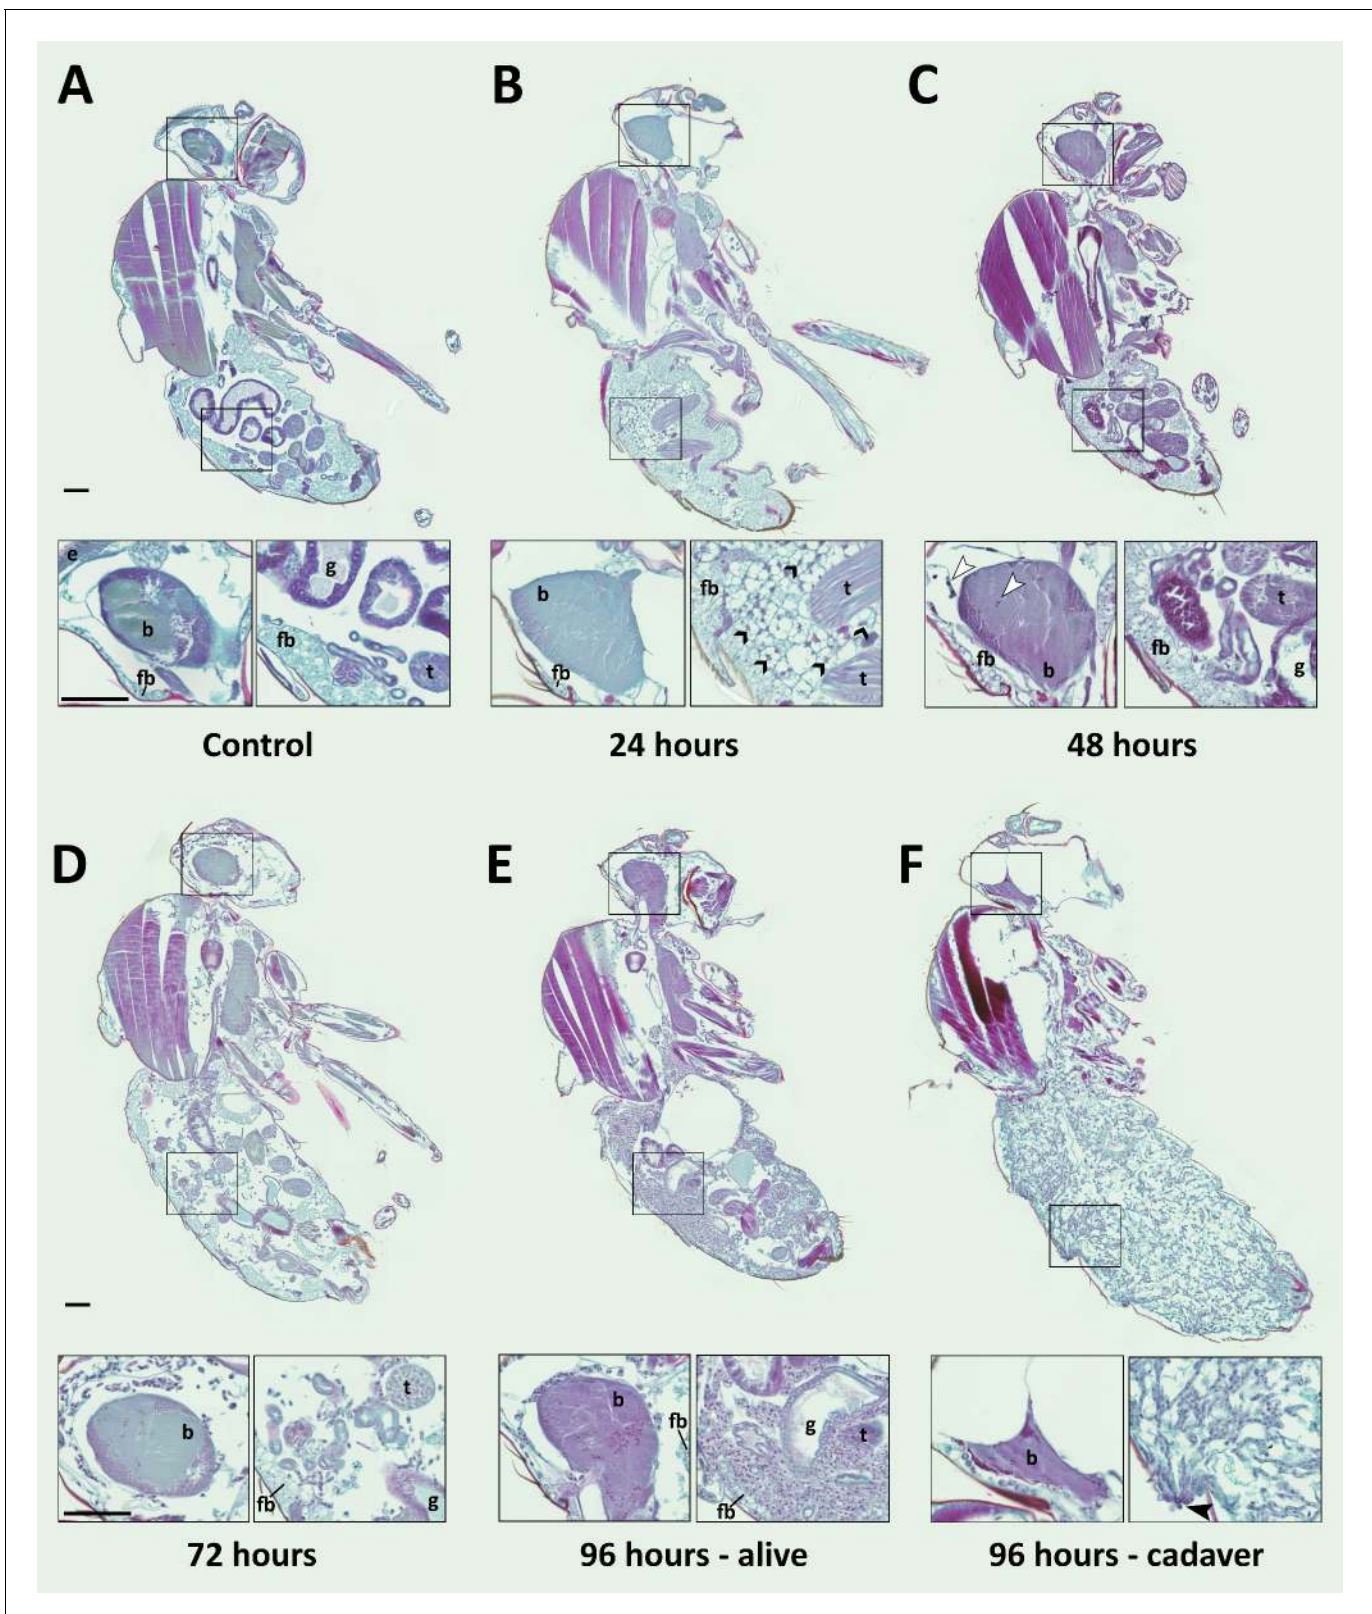 A B C
e b fb
g fb t
b fb
fb t t
fb b
fb t g
Control 24 hours 48 hours
D E F
b
t fb g
b fb
g t fb
b
72 hours 96 hours - alive 96 hours - cadaver